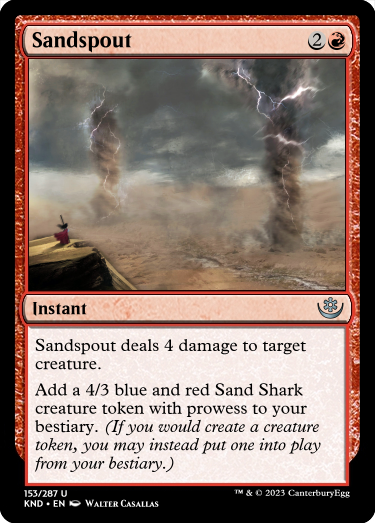 Sandspout 2
Instant
Sandspout deals 4 damage to target
creature.
Add a 4/3 blue and red Sand Shark
creature token with prowess to your
bestiary. (If you would create a creature
token, you may instead put one into play
from your bestiary.)
153/287 U
KND • EN Walter Casallas
™ & © 2023 CanterburyEgg